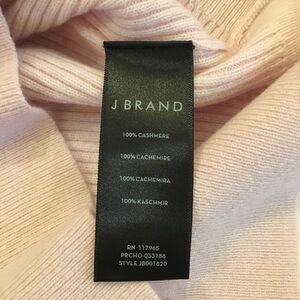 J BRAND
100% CASHMERE
100% CACHEMIRE
100% CACHEMIRA
100% KASCHMIR
RN 117965
PRCHO-033188
STYLE JB001820